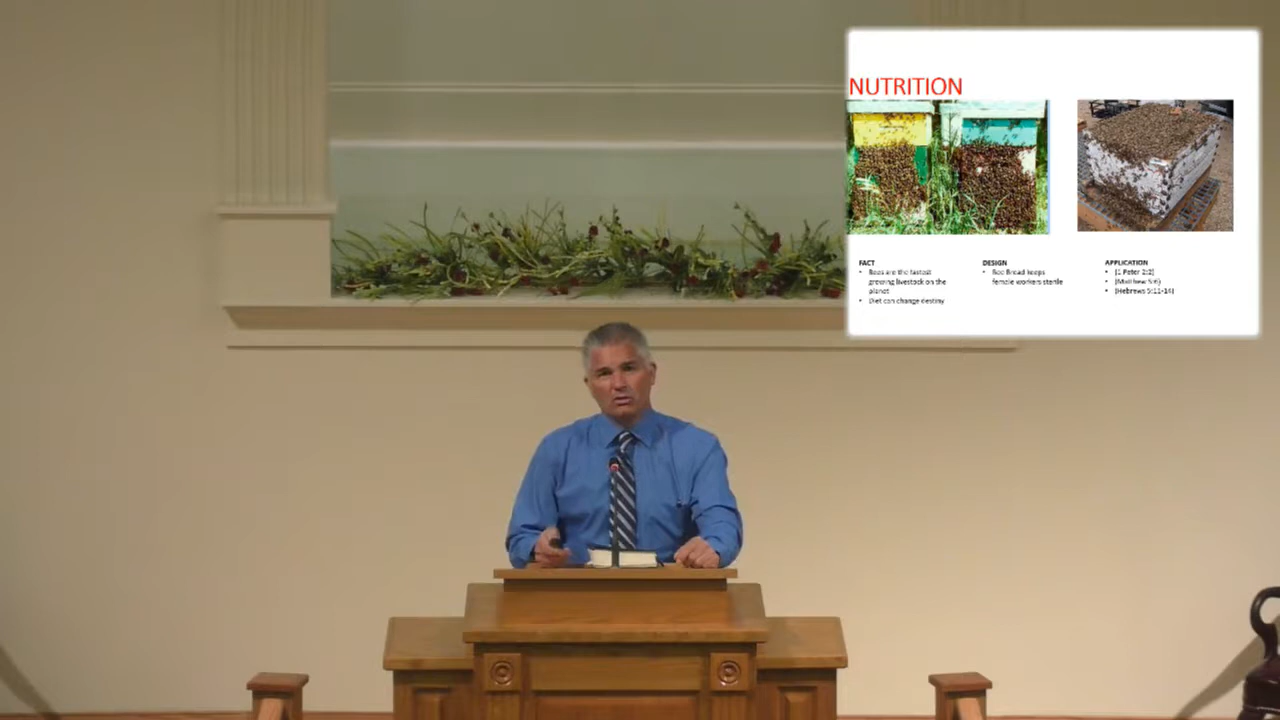 NUTRITION
FACT
• Bees are the fastest
growing livestock on the
planet
• Diet can change destiny
DESIGN
• Bee Bread keeps
female workers sterile
APPLICATION
• (1 Peter 2:2)
• (Matthew 5:6)
• (Hebrews 5:11-14)